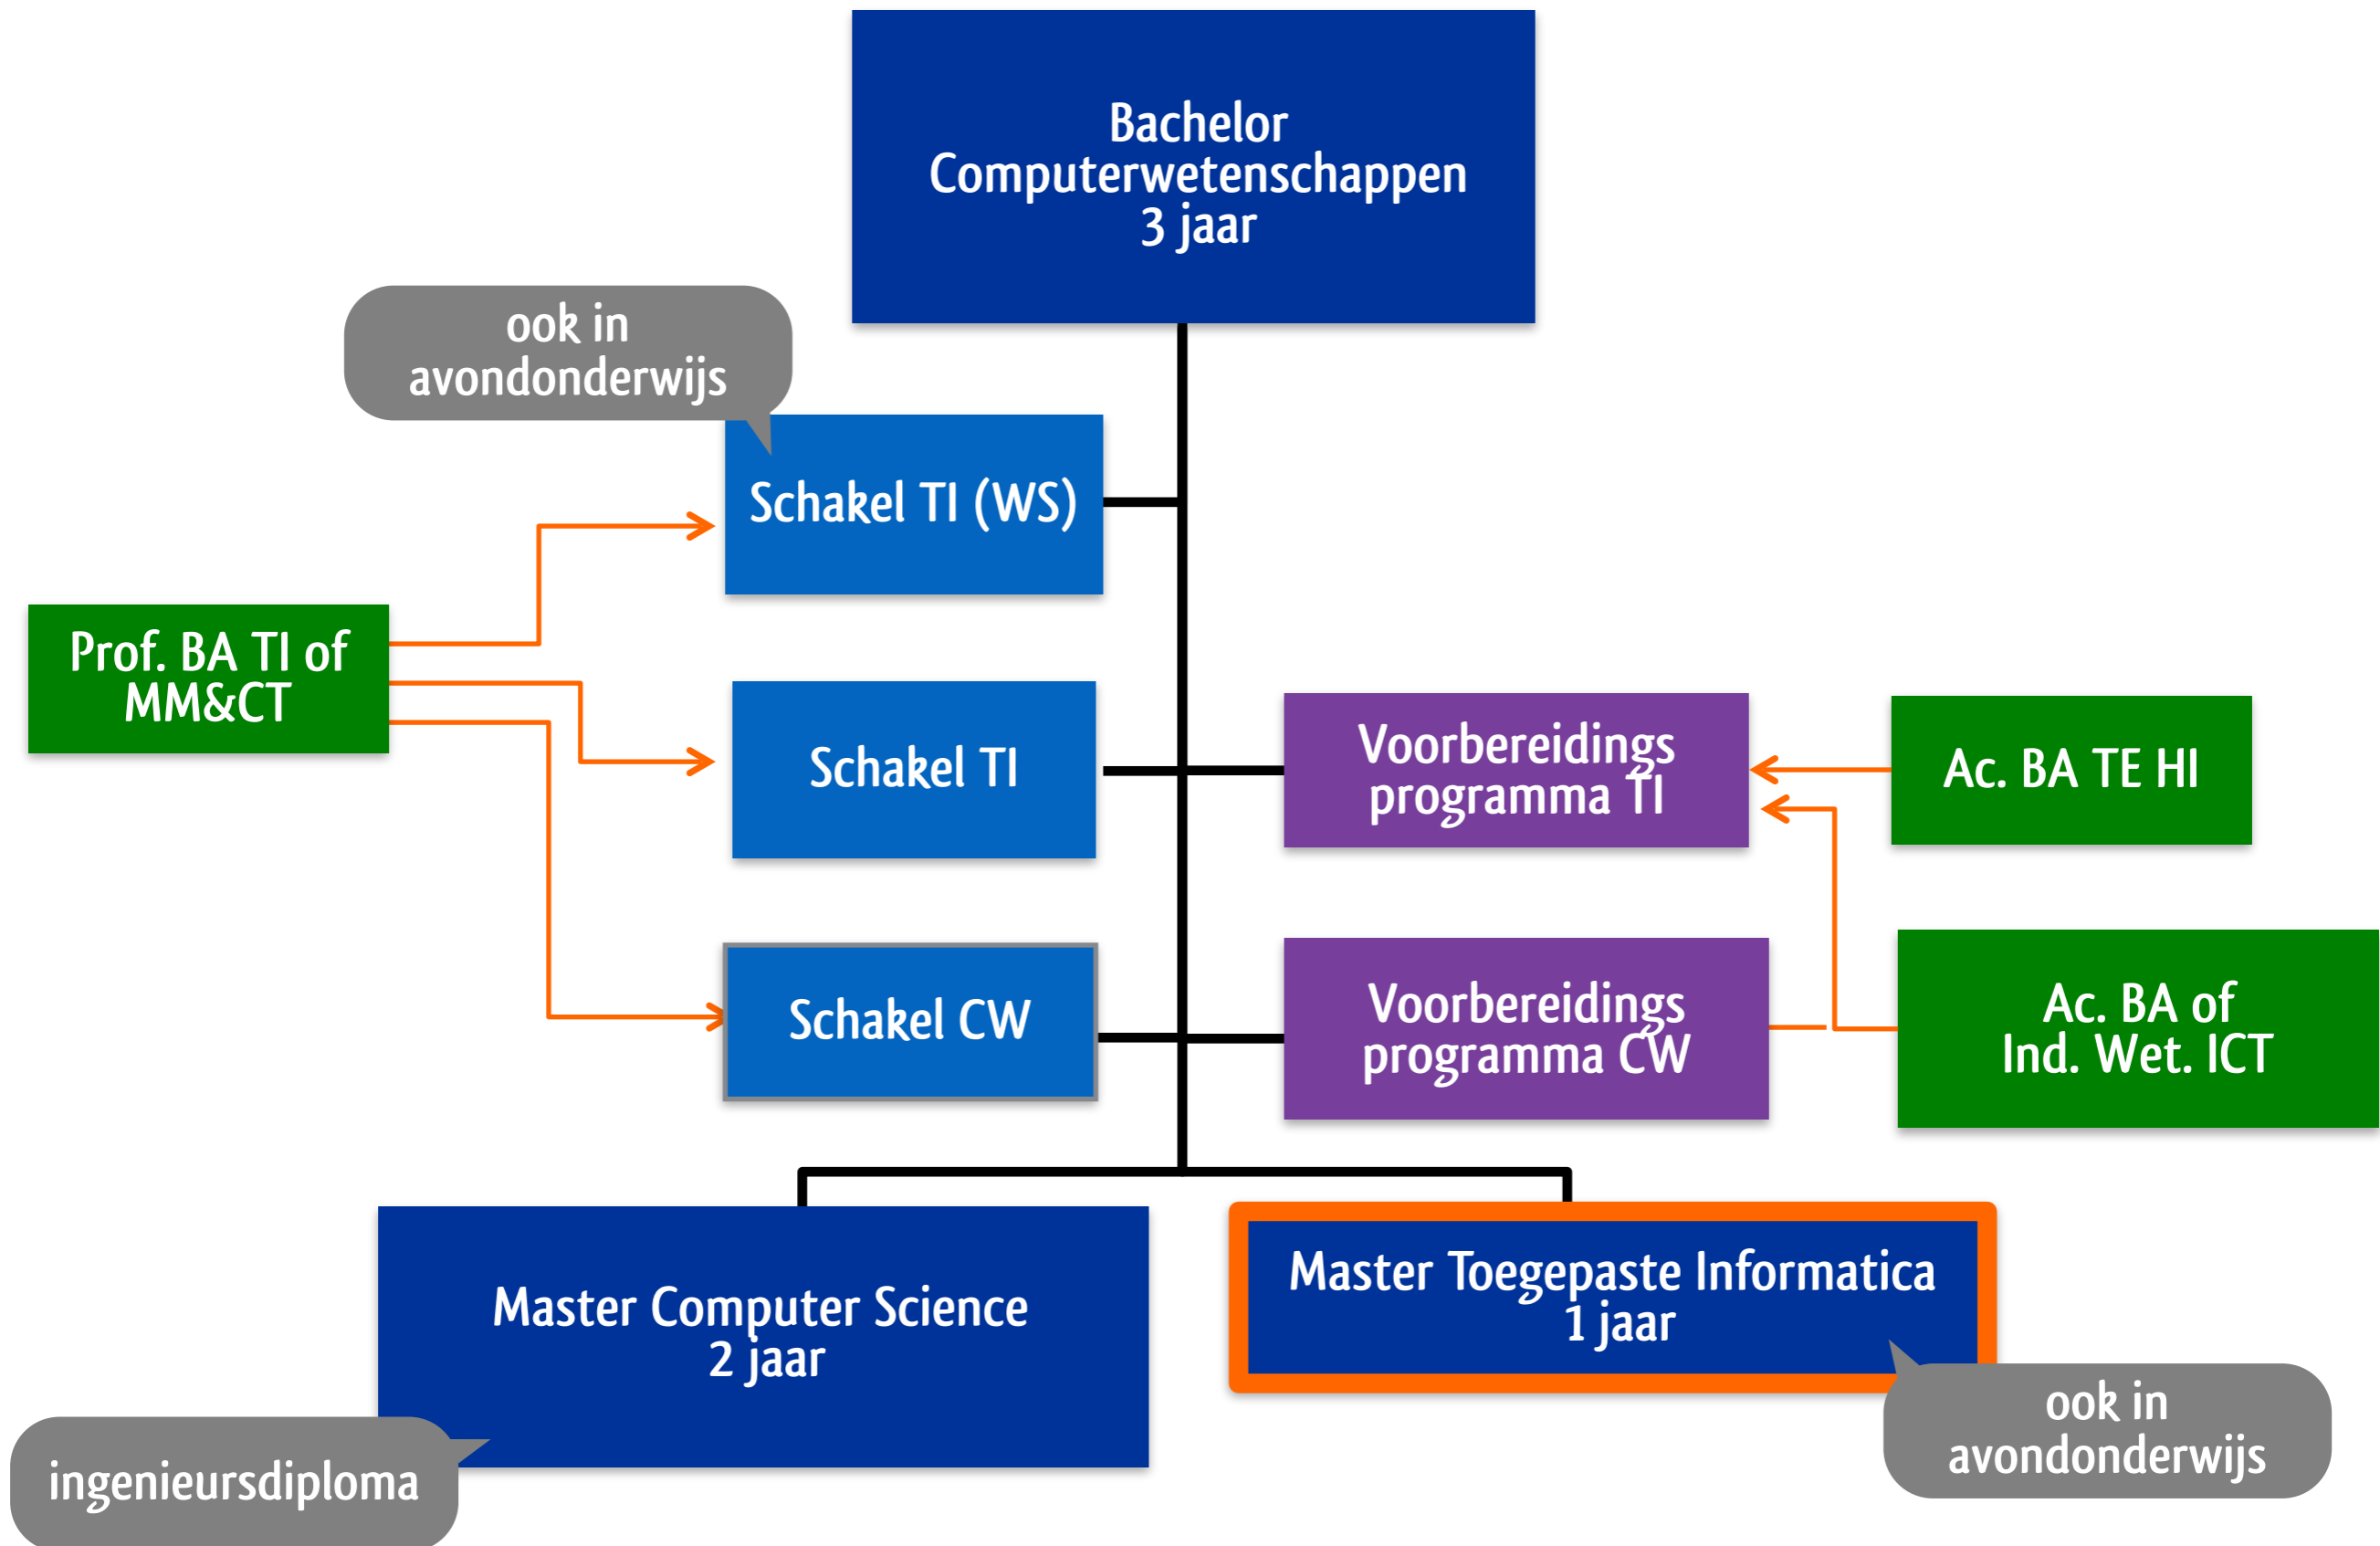 Bachelor
Computerwetenschappen
3 jaar
ook in
avondonderwijs
Schakel TI (WS)
Prof. BA TI of
MM&CT
Schakel TI
Voorbereidings
programma TI
Ac. BA TE HI
Schakel CW
Voorbereidings
programma CW
Ac. BA of
Ind. Wet. ICT
Master Computer Science
2 jaar
Master Toegepaste Informatica
1 jaar
ingenieursdiploma
ook in
avondonderwijs